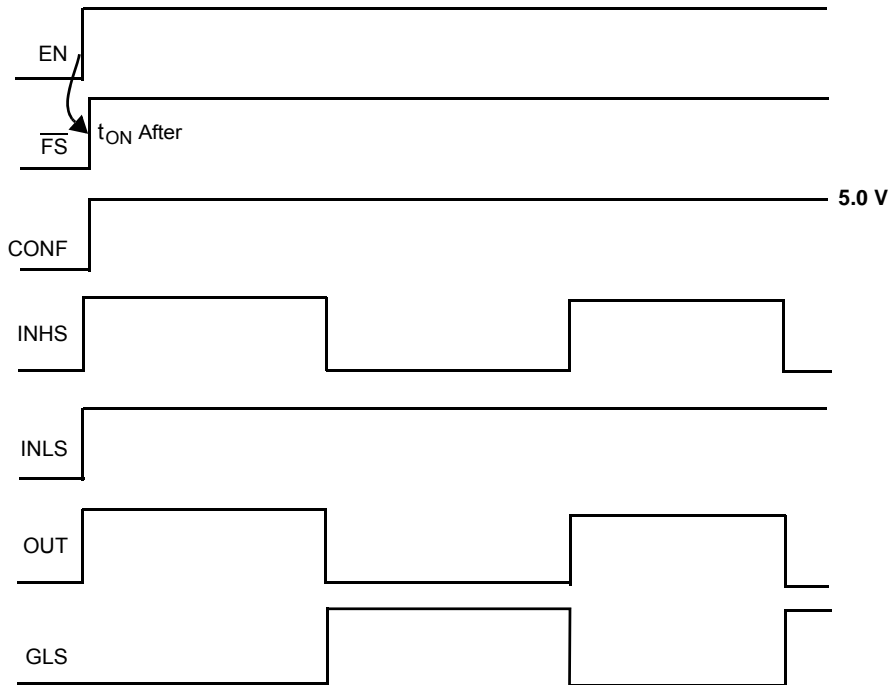 EN
FS
tON After
5.0 V
CONF
INHS
INLS
OUT
GLS